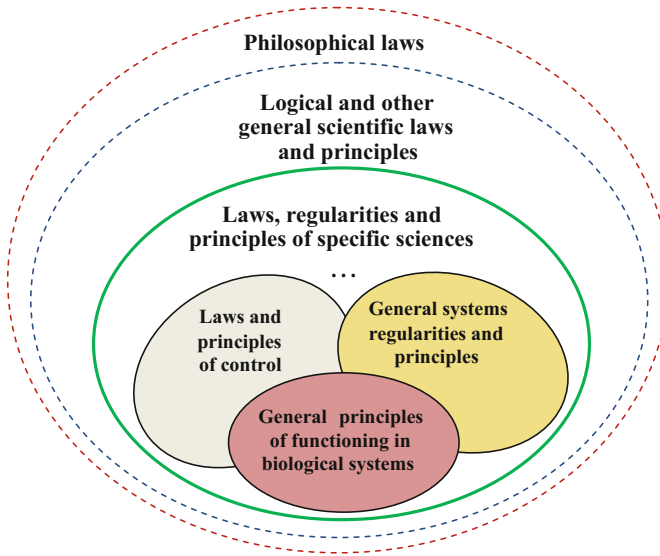 Philosophical laws
Logical and other
general scientific laws
and principles
Laws, regularities and
principles of specific sciences
...
Laws and
principles
of control
General systems
regularities and
principles
General principles
of functioning in
biological systems